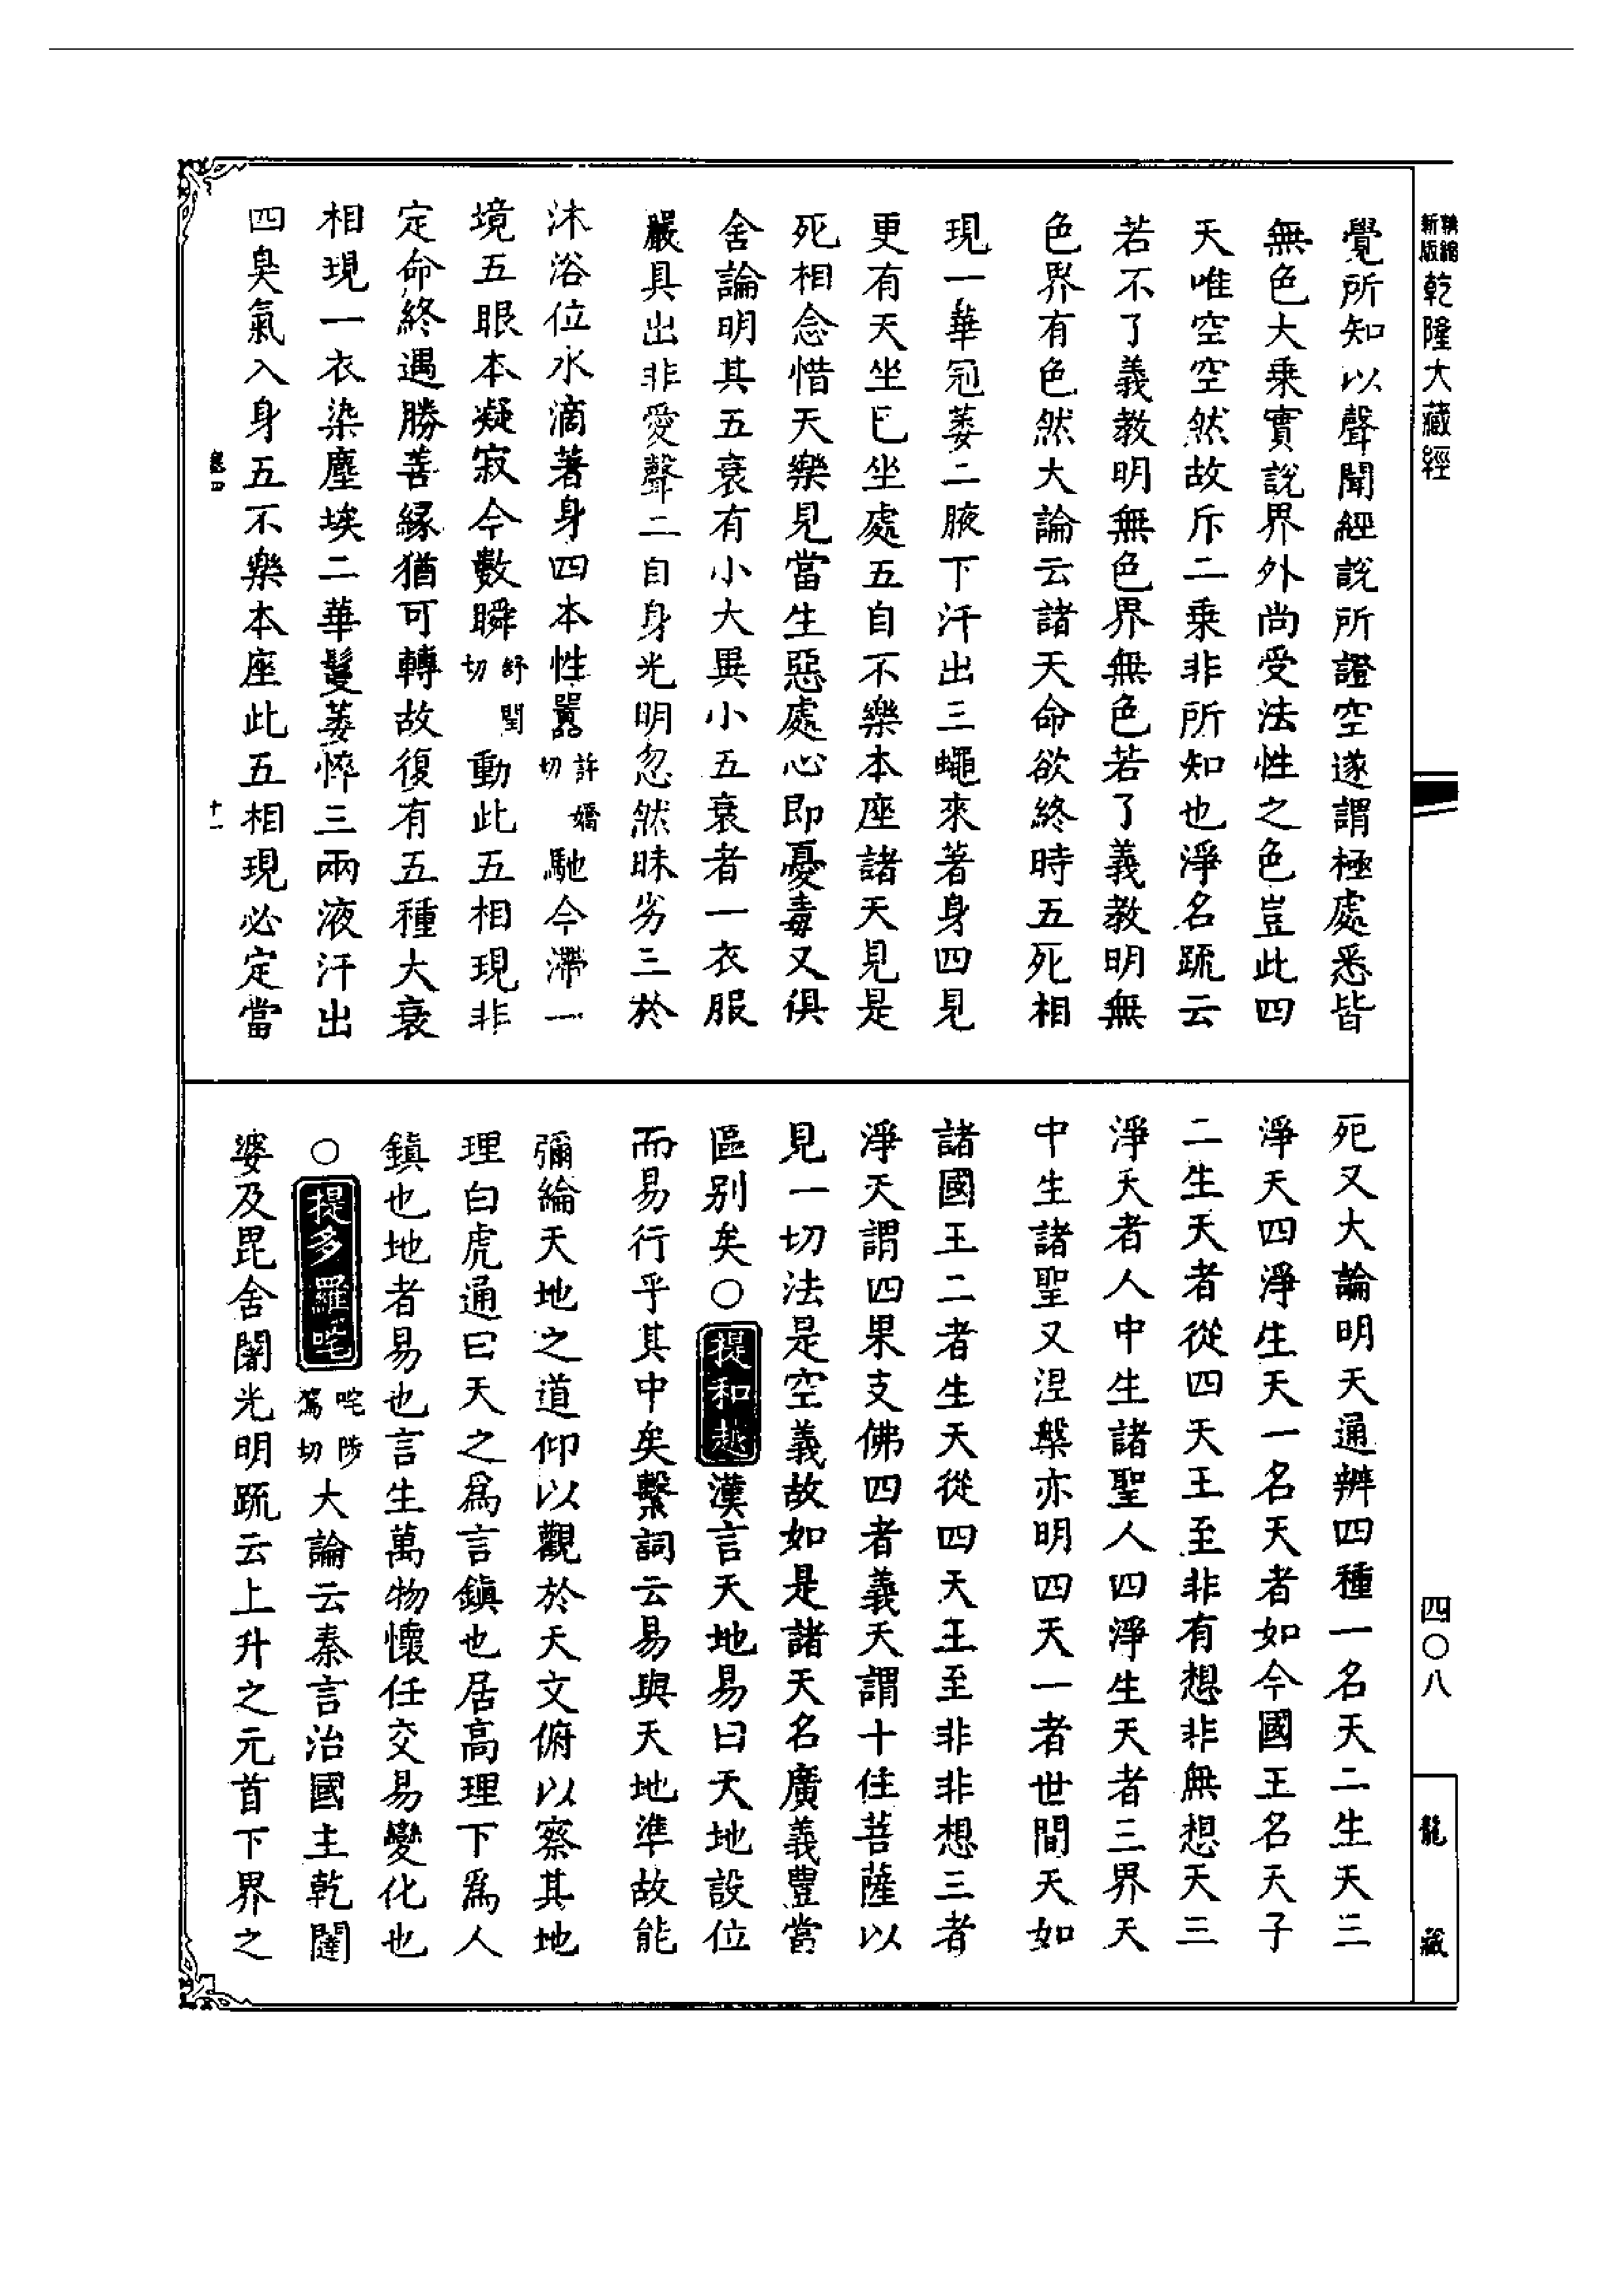 新版
乾隆大藏經
四〇八
龍藏
覺所知以聲聞經說所證空遂謂極處悉皆
無色大乘實說界外尚受法性之色豈此四
天唯空空然故斥二乘非所知也淨名疏云
若不了義教明無色界無色若了義教明無
色界有色然大論云諸天命欲終時五死相
現一華冠萎二腋下汗出三蠅來著身四見
更有天坐已坐處五自不樂本座諸天見是
死相念惜天樂見當生惡處心即憂毒又俱
舍論明其五衰有小大異小五衰者一衣服
嚴具出非愛聲二自身光明忽然昧劣三於
沐浴位水滴著身四本性囂許嬌切馳今滯一
境五眼本凝寂今數瞬舒閏切動此五相現非
定命終遇勝善緣猶可轉故復有五種大衰
相現一衣染塵埃二華鬘萎悴三兩液汗出
四臭氣入身五不樂本座此五相現必定當
死又大論明天通辨四種一名天二生天三
淨天四淨生天一名天者如今國王名天子
二生天者從四天王至非有想非無想天三
淨天者人中生諸聖人四淨生天者三界天
中生諸聖又涅槃亦明四天一者世間天如
諸國王二者生天從四天王至非非想三者
淨天謂四果支佛四者義天謂十住菩薩以
見一切法是空義故如是諸天名廣義豐當
區別矣〇提和越漢言天地易曰天地設位
而易行乎其中矣繫詞云易與天地準故能
彌綸天地之道仰以觀於天文俯以察其地
理白虎通曰天之為言鎮也居高理下為人
鎮也地者易也言生萬物懷任交易變化也
〇提多羅吒吒陟駕切大論云秦言治國主乾闥
婆及毘舍闍光明疏云上升之元首下界之
十一